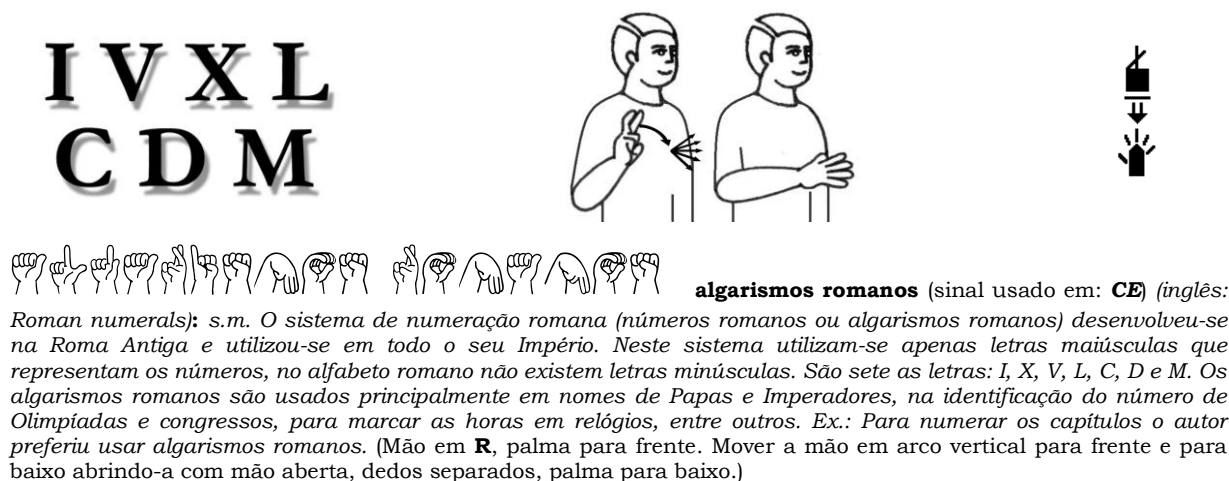 I V X L
C D M
algarismos romanos (sinal usado em: CE) (inglês:
Roman numerals): s.m. O sistema de numeração romana (números romanos ou algarismos romanos) desenvolveu-se
na Roma Antiga e utilizou-se em todo o seu Império. Neste sistema utilizam-se apenas letras maiúsculas que
representam os números, no alfabeto romano não existem letras minúsculas. São sete as letras: I, X, V, L, C, D e M. Os
algarismos romanos são usados principalmente em nomes de Papas e Imperadores, na identificação do número de
Olimpíadas e congressos, para marcar as horas em relógios, entre outros. Ex.: Para numerar os capítulos o autor
preferiu usar algarismos romanos. (Mão em R, palma para frente. Mover a mão em arco vertical para frente e para
baixo abrindo-a com mão aberta, dedos separados, palma para baixo.)